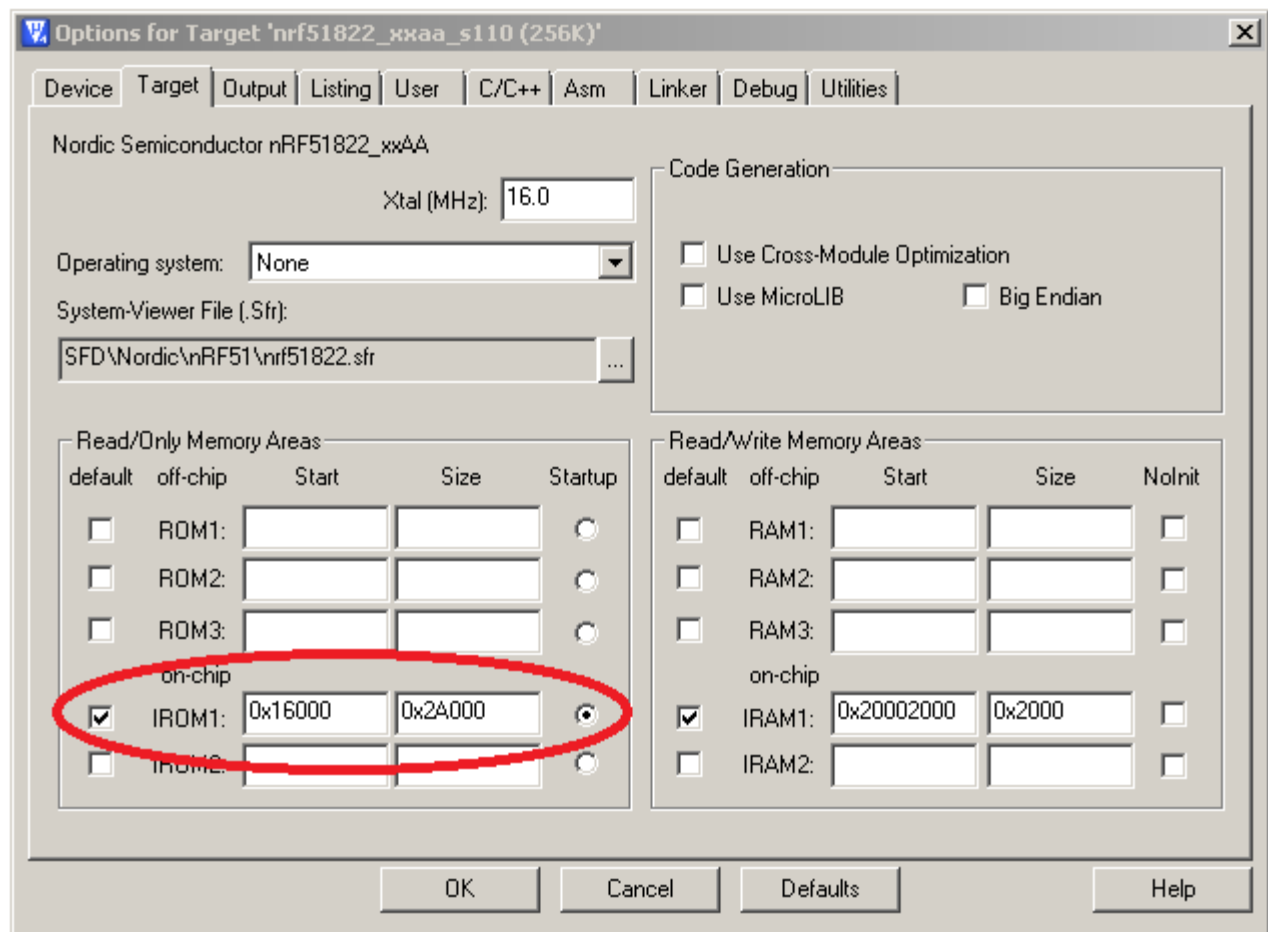 Options for Target 'nrf51822_xxaa_s110 (256K)'
Device Target Output Listing User C/C++ Asm Linker Debug Utilities
Nordic Semiconductor nRF51822_xxAA
Xtal (MHz): 16.0
Operating system: None
System-Viewer File (.Sfr):
SFD\Nordic\nRF51\nrf51822.sfr ...
Code Generation
Use Cross-Module Optimization
Use MicroLIB Big Endian
Read/Only Memory Areas
default off-chip Start Size Startup
ROM1:
ROM2:
ROM3:
on-chip
IROM1: 0x16000 0x2A000
IROM2:
Read/Write Memory Areas
default off-chip Start Size NoInit
RAM1:
RAM2:
RAM3:
on-chip
IRAM1: 0x20002000 0x2000
IRAM2:
OK Cancel Defaults Help